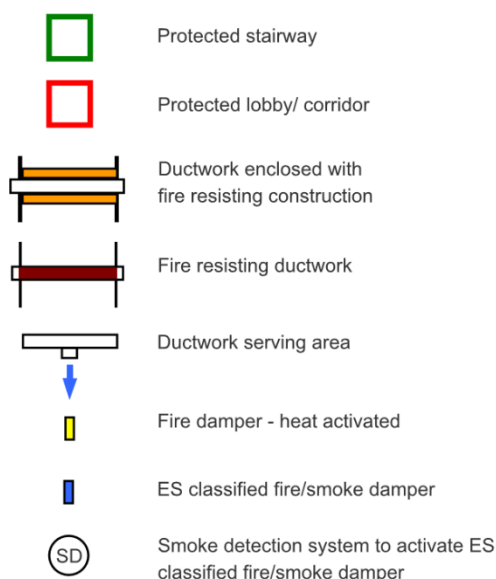 Protected stairway
Protected lobby/ corridor
Ductwork enclosed with
fire resisting construction
Fire resisting ductwork
Ductwork serving area
Fire damper - heat activated
ES classified fire/smoke damper
SD
Smoke detection system to activate ES
classified fire/smoke damper